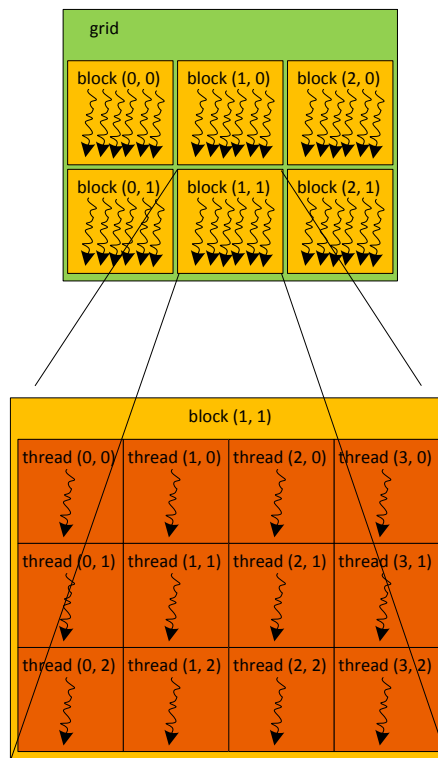 grid
block (0, 0) block (1, 0) block (2, 0)
block (0, 1) block (1, 1) block (2, 1)
block (1, 1)
thread (0, 0) thread (1, 0) thread (2, 0) thread (3, 0)
thread (0, 1) thread (1, 1) thread (2, 1) thread (3, 1)
thread (0, 2) thread (1, 2) thread (2, 2) thread (3, 2)